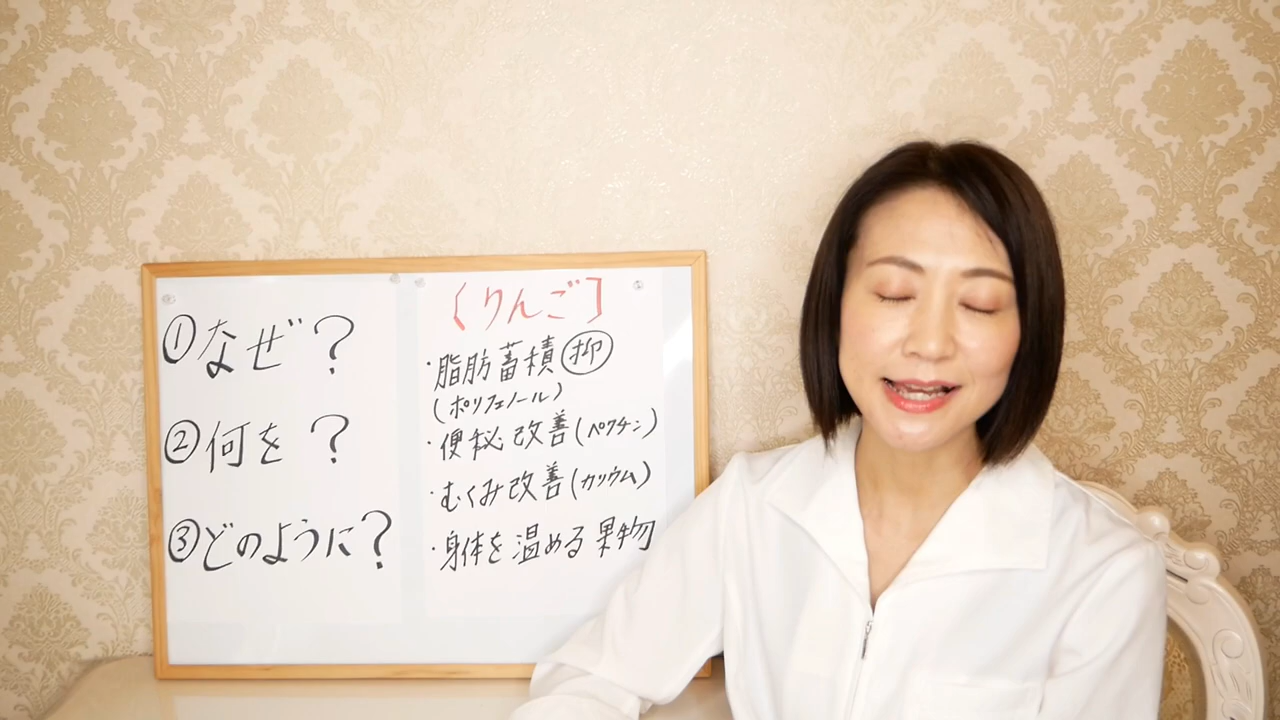 ①なぜ?
②何を?
③どのように?
〔りんご〕
・脂肪蓄積㊤抑
(ポリフェノール)
・便秘改善(ペクチン)
・むくみ改善(カリウム)
・身体を温める果物